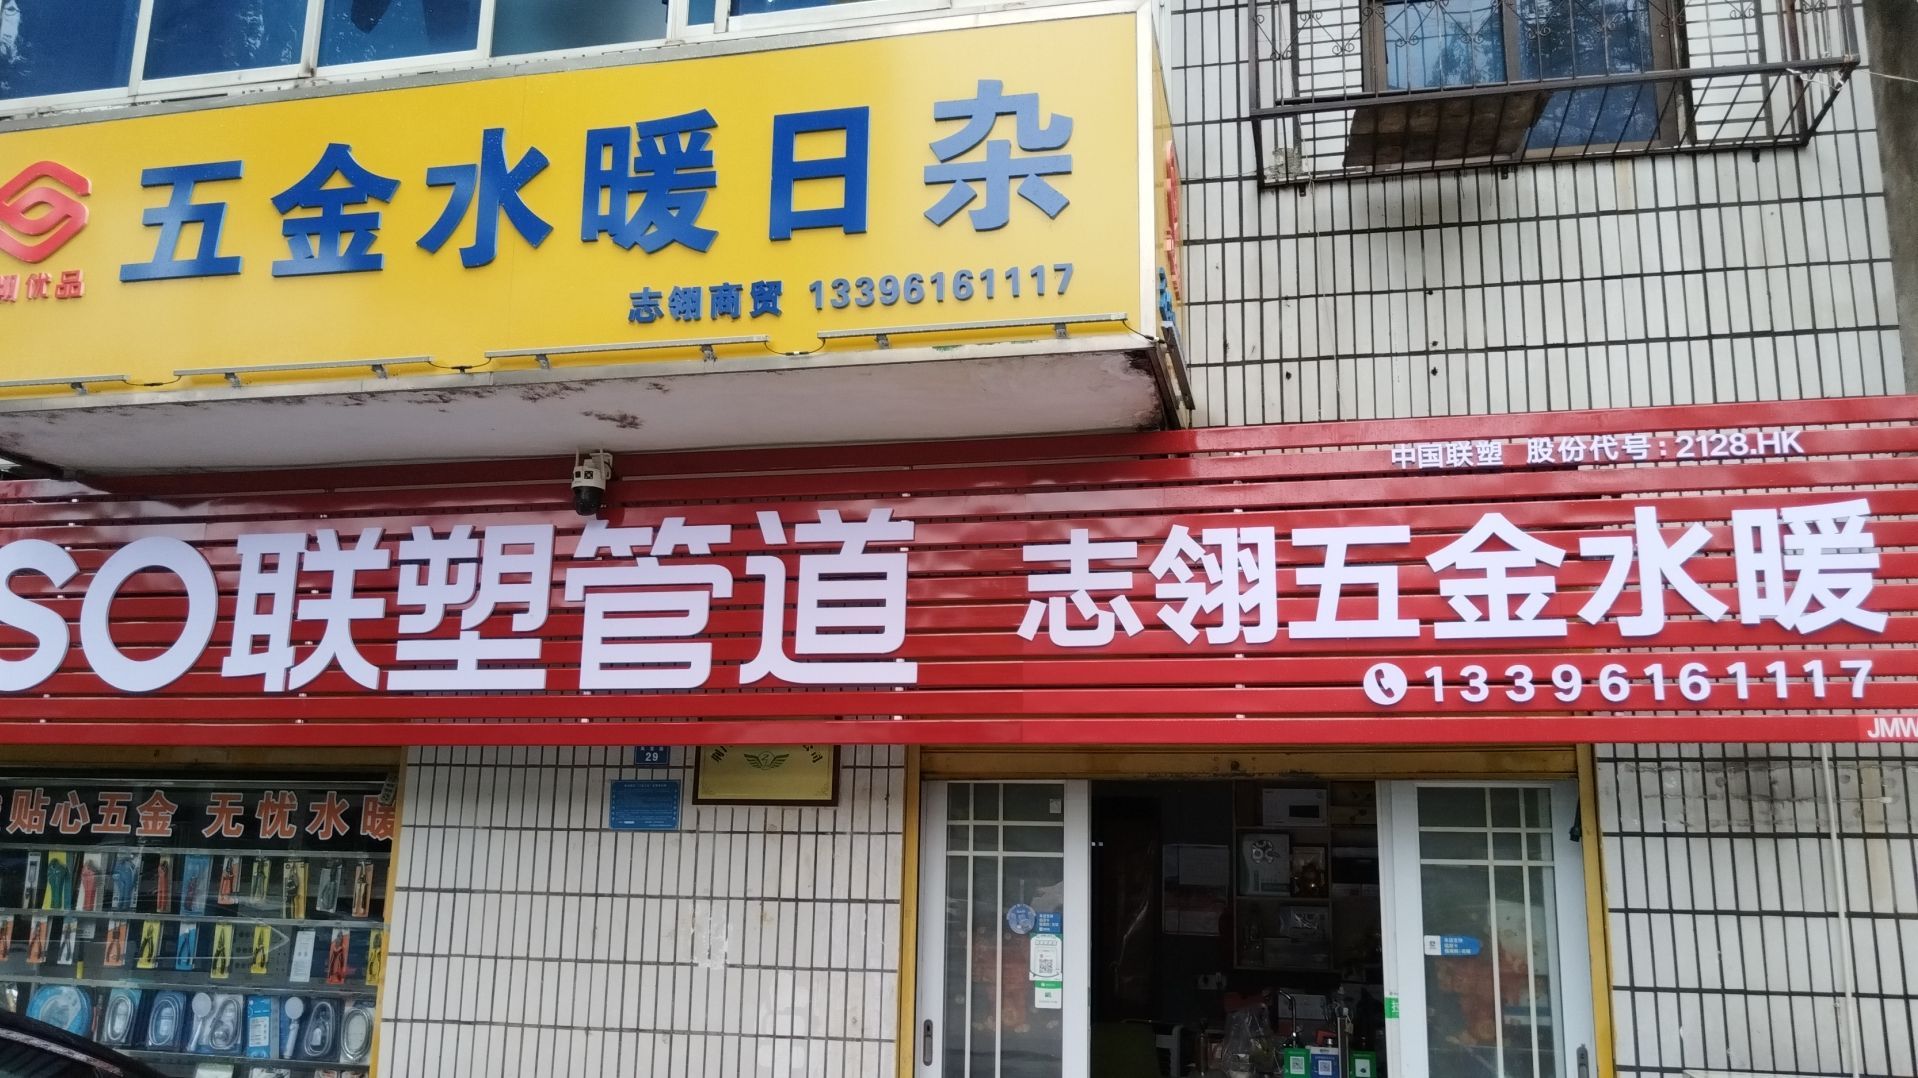 五金水暖日杂
优品
志翎商贸 13396161117
中国联塑 股份代号:2128.HK
SO联塑管道 志翎五金水暖
13396161117
JMW
29
贴心五金 无忧水暖